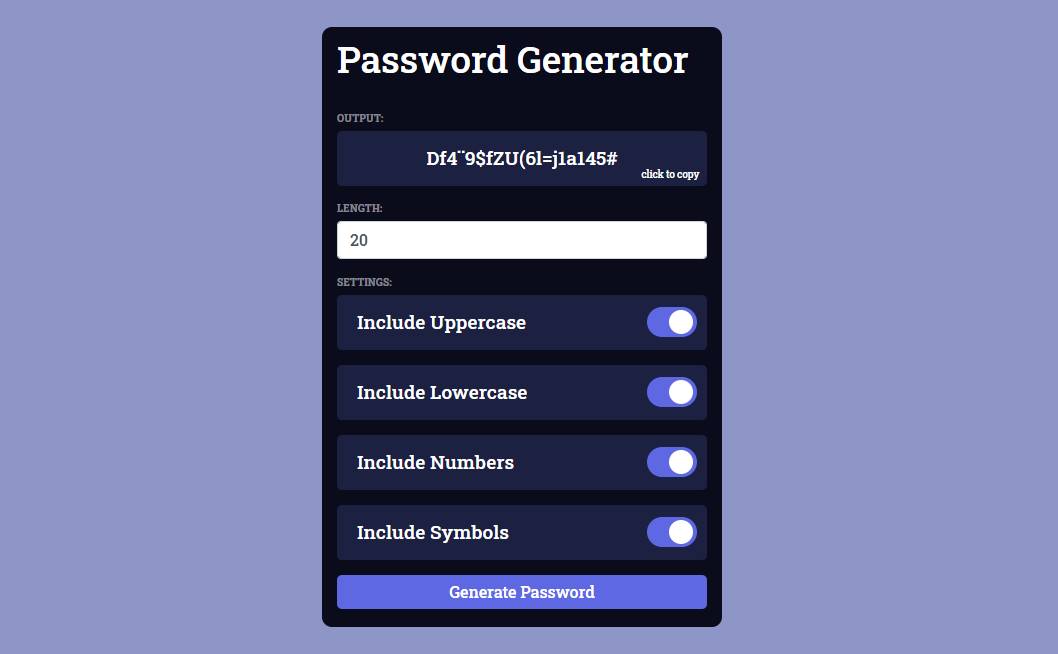 Password Generator
OUTPUT:
Df4¨9$fZU(6l=j1a145#
click to copy
LENGTH:
20
SETTINGS:
Include Uppercase
Include Lowercase
Include Numbers
Include Symbols
Generate Password